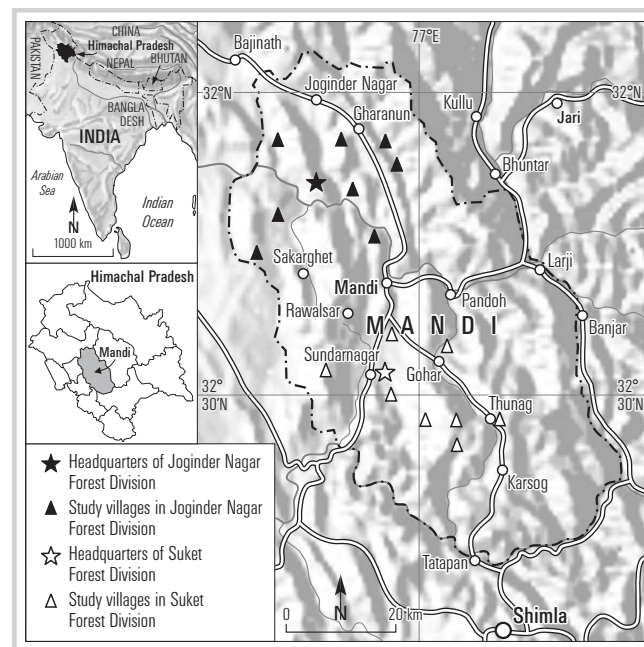 CHINA
Himachal Pradesh
PAKISTAN
NEPAL
BHUTAN
BANGLA
DESH
INDIA
Arabian
Sea
Indian
Ocean
N
1000 km
Himachal Pradesh
Mandi
Headquarters of Joginder Nagar
Forest Division
Study villages in Joginder Nagar
Forest Division
Headquarters of Suket
Forest Division
Study villages in Suket
Forest Division
77°E
Bajinath
32°N
32°N
Joginder Nagar
Gharanun
Kullu
Jari
Bhuntar
Sakarghet
Mandi
Larji
Pandoh
Rawalsar
MANDI
Banjar
Sundarnagar
Gohar
32°
30'N
32°
30'N
Thunag
Karsog
Tatapan
N
0 20 km
Shimla